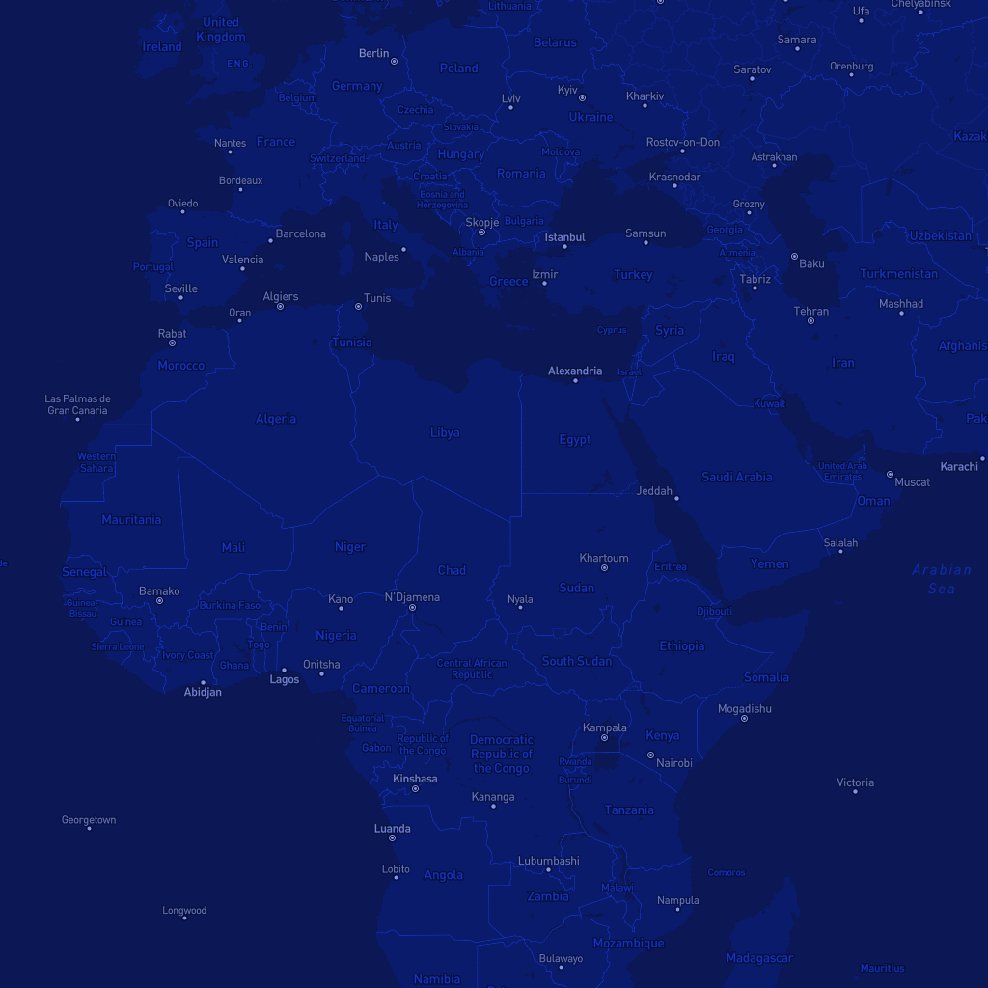 Lithuania
Chelyabinsk
Ufa
United
Kingdom
Ireland
Belarus
Samara
Berlin
ENG
Poland
Saratov
Orenburg
Germany
Belgium
Lviv
Kyiv
Kharkiv
Czechia
Ukraine
Slovakia
Nantes
France
Austria
Rostov-on-Don
Kazak
Switzerland
Hungary
Moldova
Astrakhan
Croatia
Romania
Krasnodar
Bordeaux
Bosnia and
Herzegovina
Oviedo
Grozny
Italy
Skopje
Bulgaria
Georgia
Barcelona
Istanbul
Samsun
Uzbekistan
Spain
Naples
Albania
Armenia
Portugal
Valencia
Baku
Greece
Izmir
Turkey
Tabriz
Turkmenistan
Seville
Algiers
Tunis
Mashhad
Oran
Tehran
Rabat
Cyprus
Syria
Tunisia
Iraq
Iran
Afghanis
Morocco
Alexandria
Israel
Las Palmas de
Gran Canaria
Kuwait
Algeria
Libya
Egypt
Pak
Western
Sahara
United Arab
Emirates
Karachi
Saudi Arabia
Muscat
Jeddah
Oman
Mauritania
Mali
Niger
Salalah
Khartoum
de
Senegal
Chad
Eritrea
Yemen
Arabian
Sea
Bamako
Sudan
Guinea
Bissau
Burkina Faso
Kano
N'Djamena
Nyala
Djibouti
Guinea
Benin
Nigeria
Sierra Leone
Togo
Ethiopia
Ivory Coast
Ghana
Onitsha
Central African
Republic
South Sudan
Lagos
Somalia
Abidjan
Cameroon
Mogadishu
Equatorial
Guinea
Kampala
Republic of
the Congo
Gabon
Democratic
Republic of
the Congo
Kenya
Nairobi
Rwanda
Burundi
Kinshasa
Victoria
Kananga
Tanzania
Georgetown
Luanda
Lubumbashi
Lobito
Angola
Comoros
Malawi
Zambia
Nampula
Longwood
Mozambique
Bulawayo
Madagascar
Mauritius
Namibia